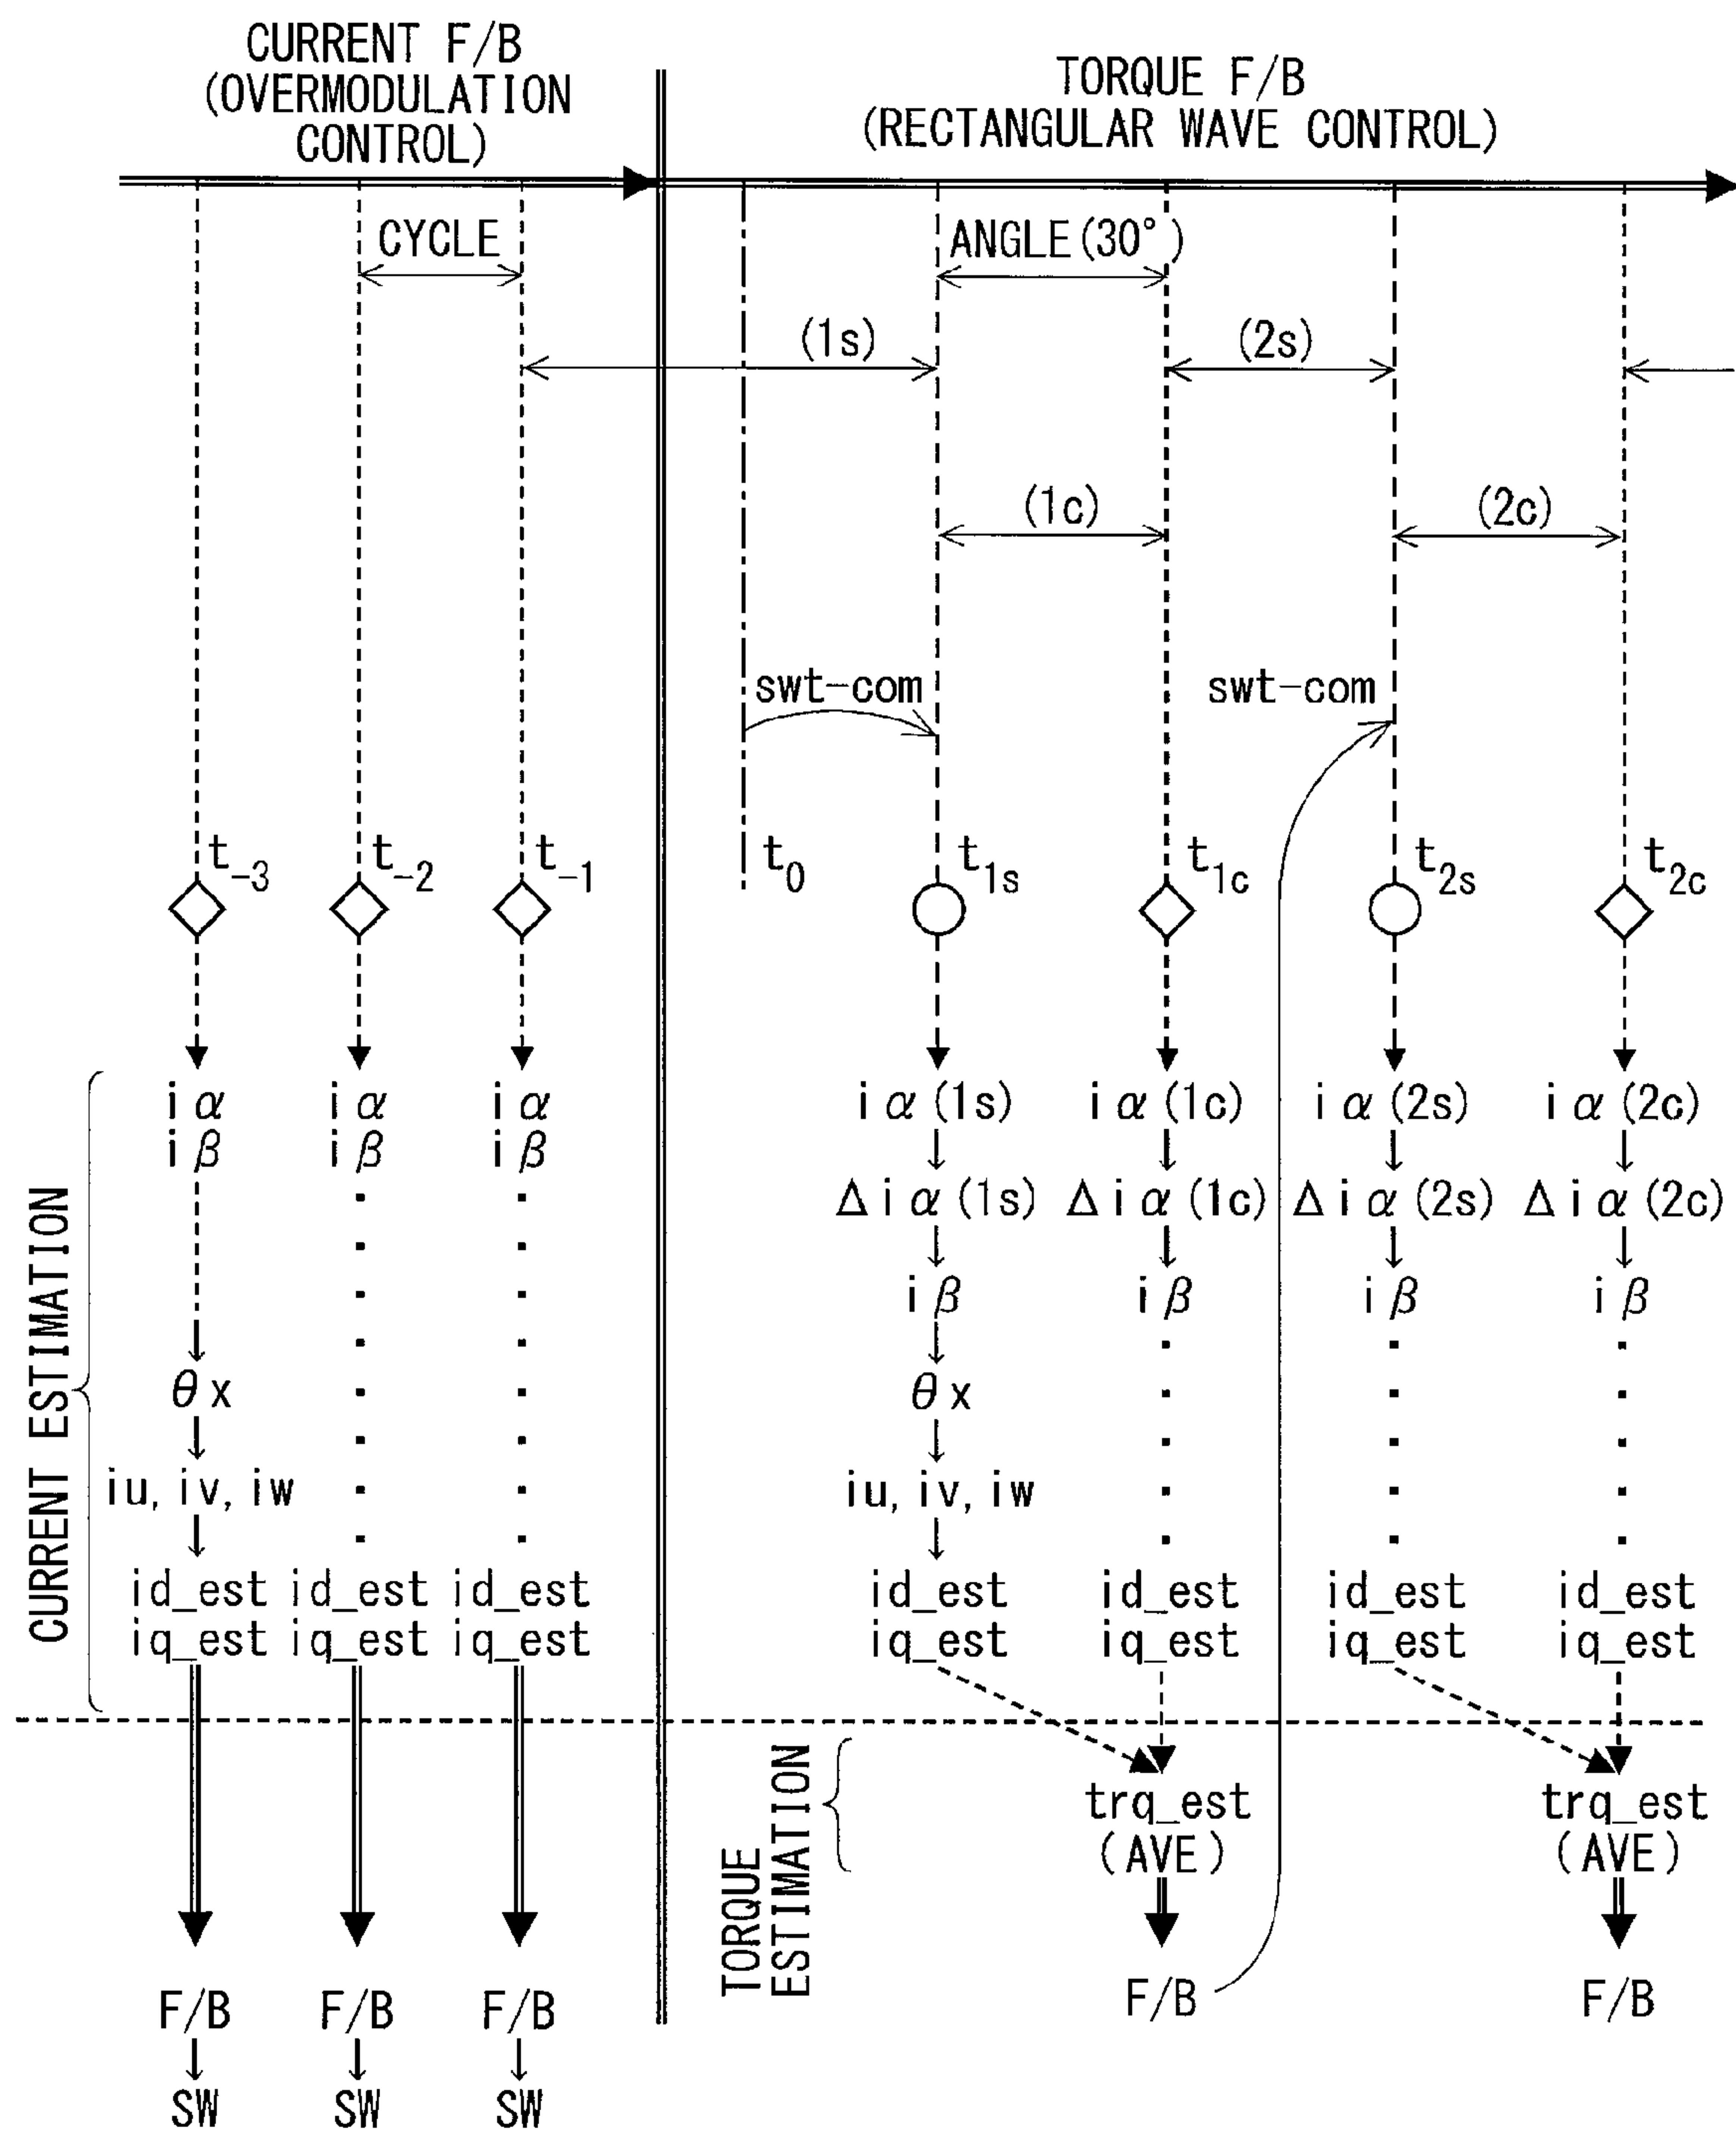 CURRENT F/B
(OVERMODULATION
CONTROL)
TORQUE F/B
(RECTANGULAR WAVE CONTROL)
CYCLE
ANGLE(30°)
(1s)
(2s)
(1c)
(2c)
swt-com
swt-com
t-3
t-2
t-1
t0
t1s
t1c
t2s
t2c
CURRENT ESTIMATION
iα iα iα iα(1s) iα(1c) iα(2s) iα(2c)
iβ iβ iβ
Δiα(1s) Δiα(1c) Δiα(2s) Δiα(2c)
iβ iβ iβ iβ
θx θx
iu, iv, iw iu, iv, iw
id_est id_est id_est id_est id_est id_est id_est
iq_est iq_est iq_est iq_est iq_est iq_est iq_est
TORQUE
ESTIMATION
trq_est trq_est
(AVE) (AVE)
F/B F/B F/B F/B F/B
SW SW SW